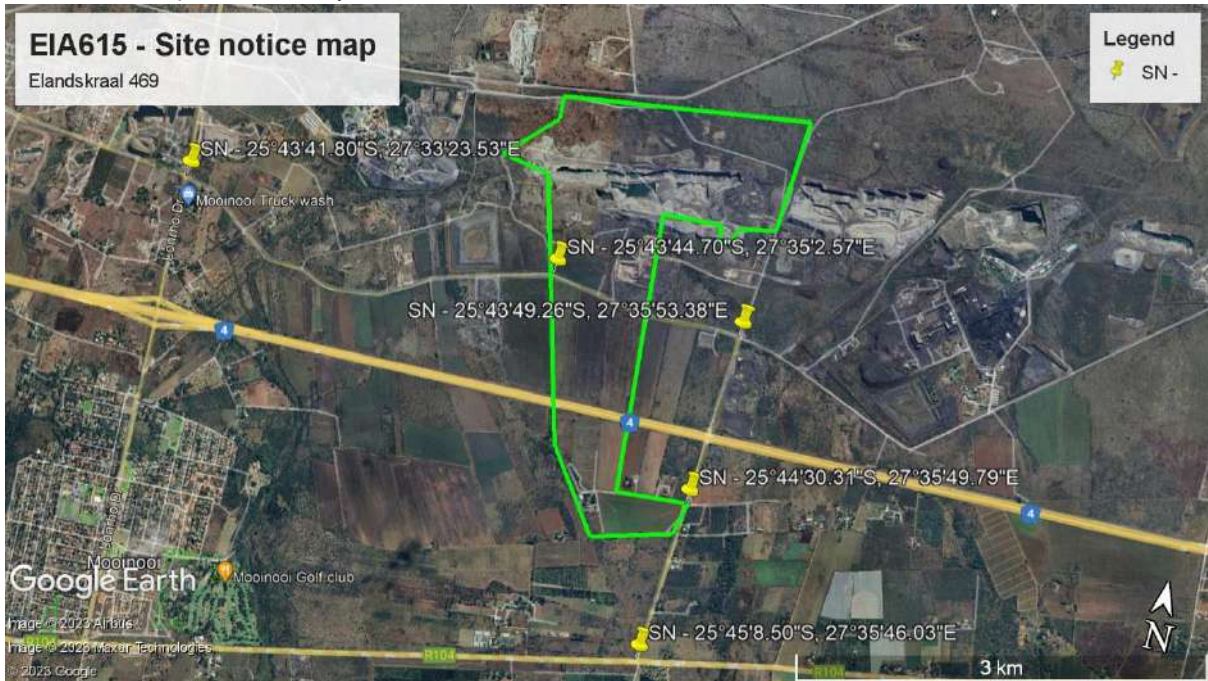 EIA615 - Site notice map
Elandskraal 469
Legend
SN -
SN - 25°43'41.80"S, 27°33'23.53"E
Mooinooi Truck wash
Lonmo Dr
SN - 25°43'44.70"S, 27°35'2.57"E
SN - 25°43'49.26"S, 27°35'53.38"E
4
4
SN - 25°44'30.31"S, 27°35'49.79"E
4
Mooinooi
Google Earth
Mooinooi Golf club
Image © 2023 Airbus
Image © 2023 Maxar Technologies
© 2023 Google
SN - 25°45'8.50"S, 27°35'46.03"E
R104
R104
R104
N
3 km